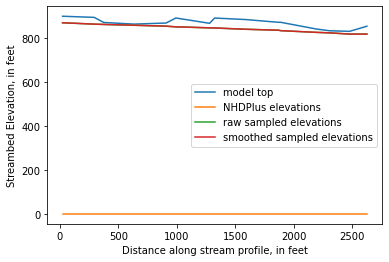 800
600
400
200
0
Streambed Elevation, in feet
model top
NHDPlus elevations
raw sampled elevations
smoothed sampled elevations
0 500 1000 1500 2000 2500
Distance along stream profile, in feet